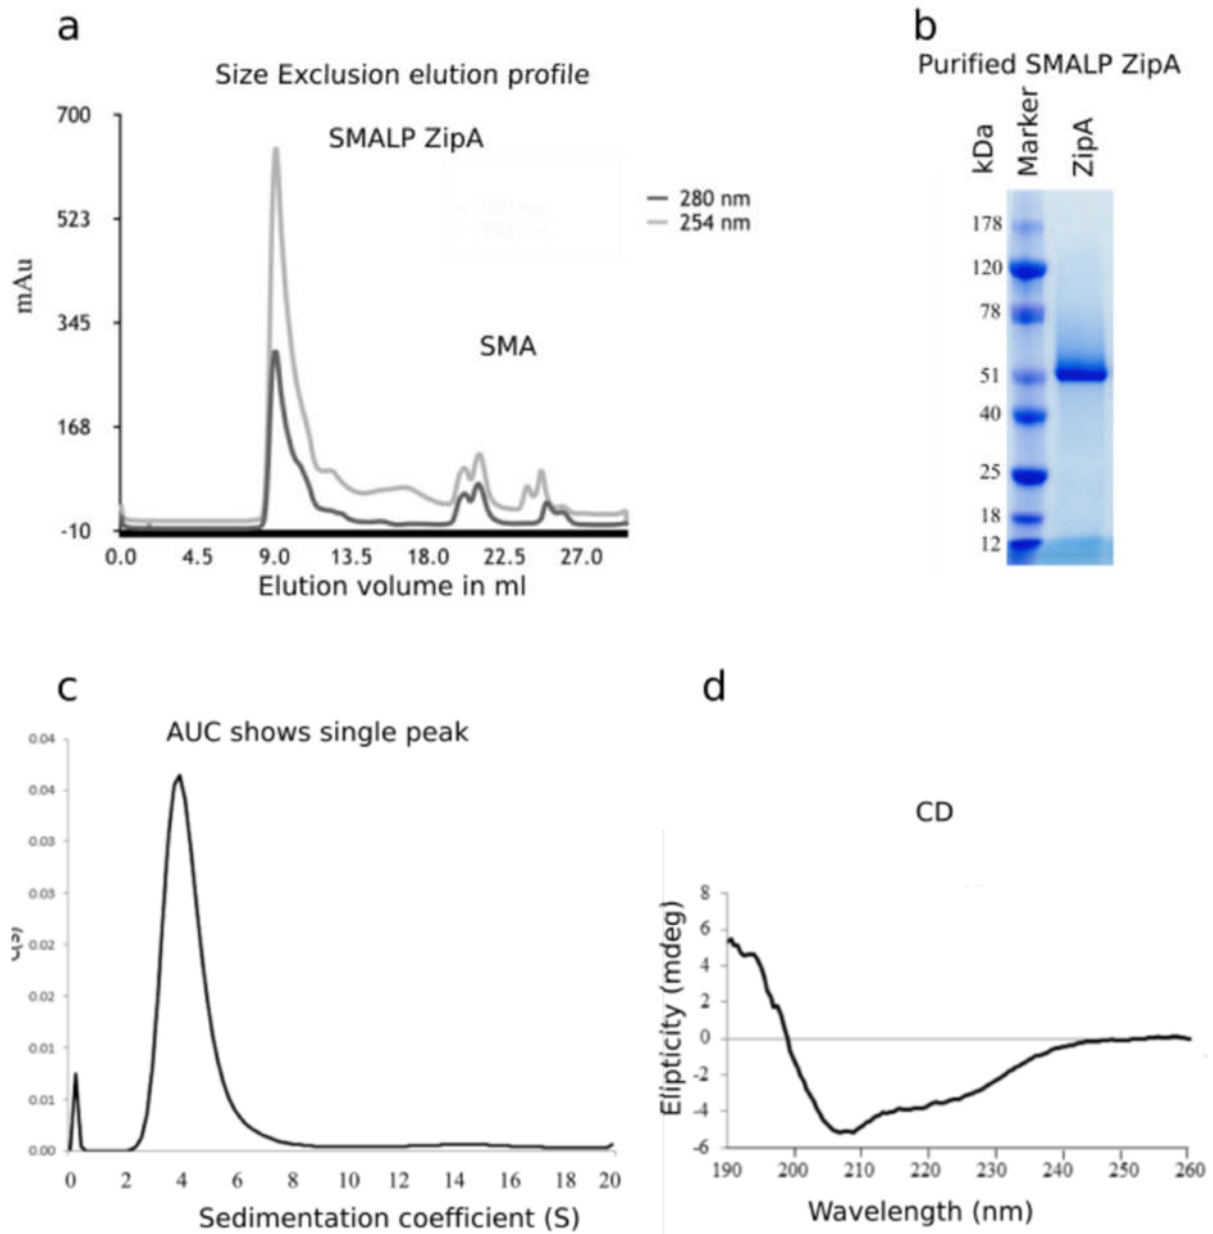 a
Size Exclusion elution profile
700
523
345
168
-10
mAu
SMALP ZipA
SMA
280 nm
254 nm
0.0 4.5 9.0 13.5 18.0 22.5 27.0
Elution volume in ml
b
Purified SMALP ZipA
kDa Marker ZipA
178
120
78
51
40
25
18
12
c
AUC shows single peak
0.04
0.04
0.03
0.03
0.02
0.02
0.01
0.01
0.00
0 2 4 6 8 10 12 14 16 18 20
Sedimentation coefficient (S)
d
CD
Elipticity (mdeg)
8
6
4
2
0
-2
-4
-6
190 200 210 220 230 240 250 260
Wavelength (nm)